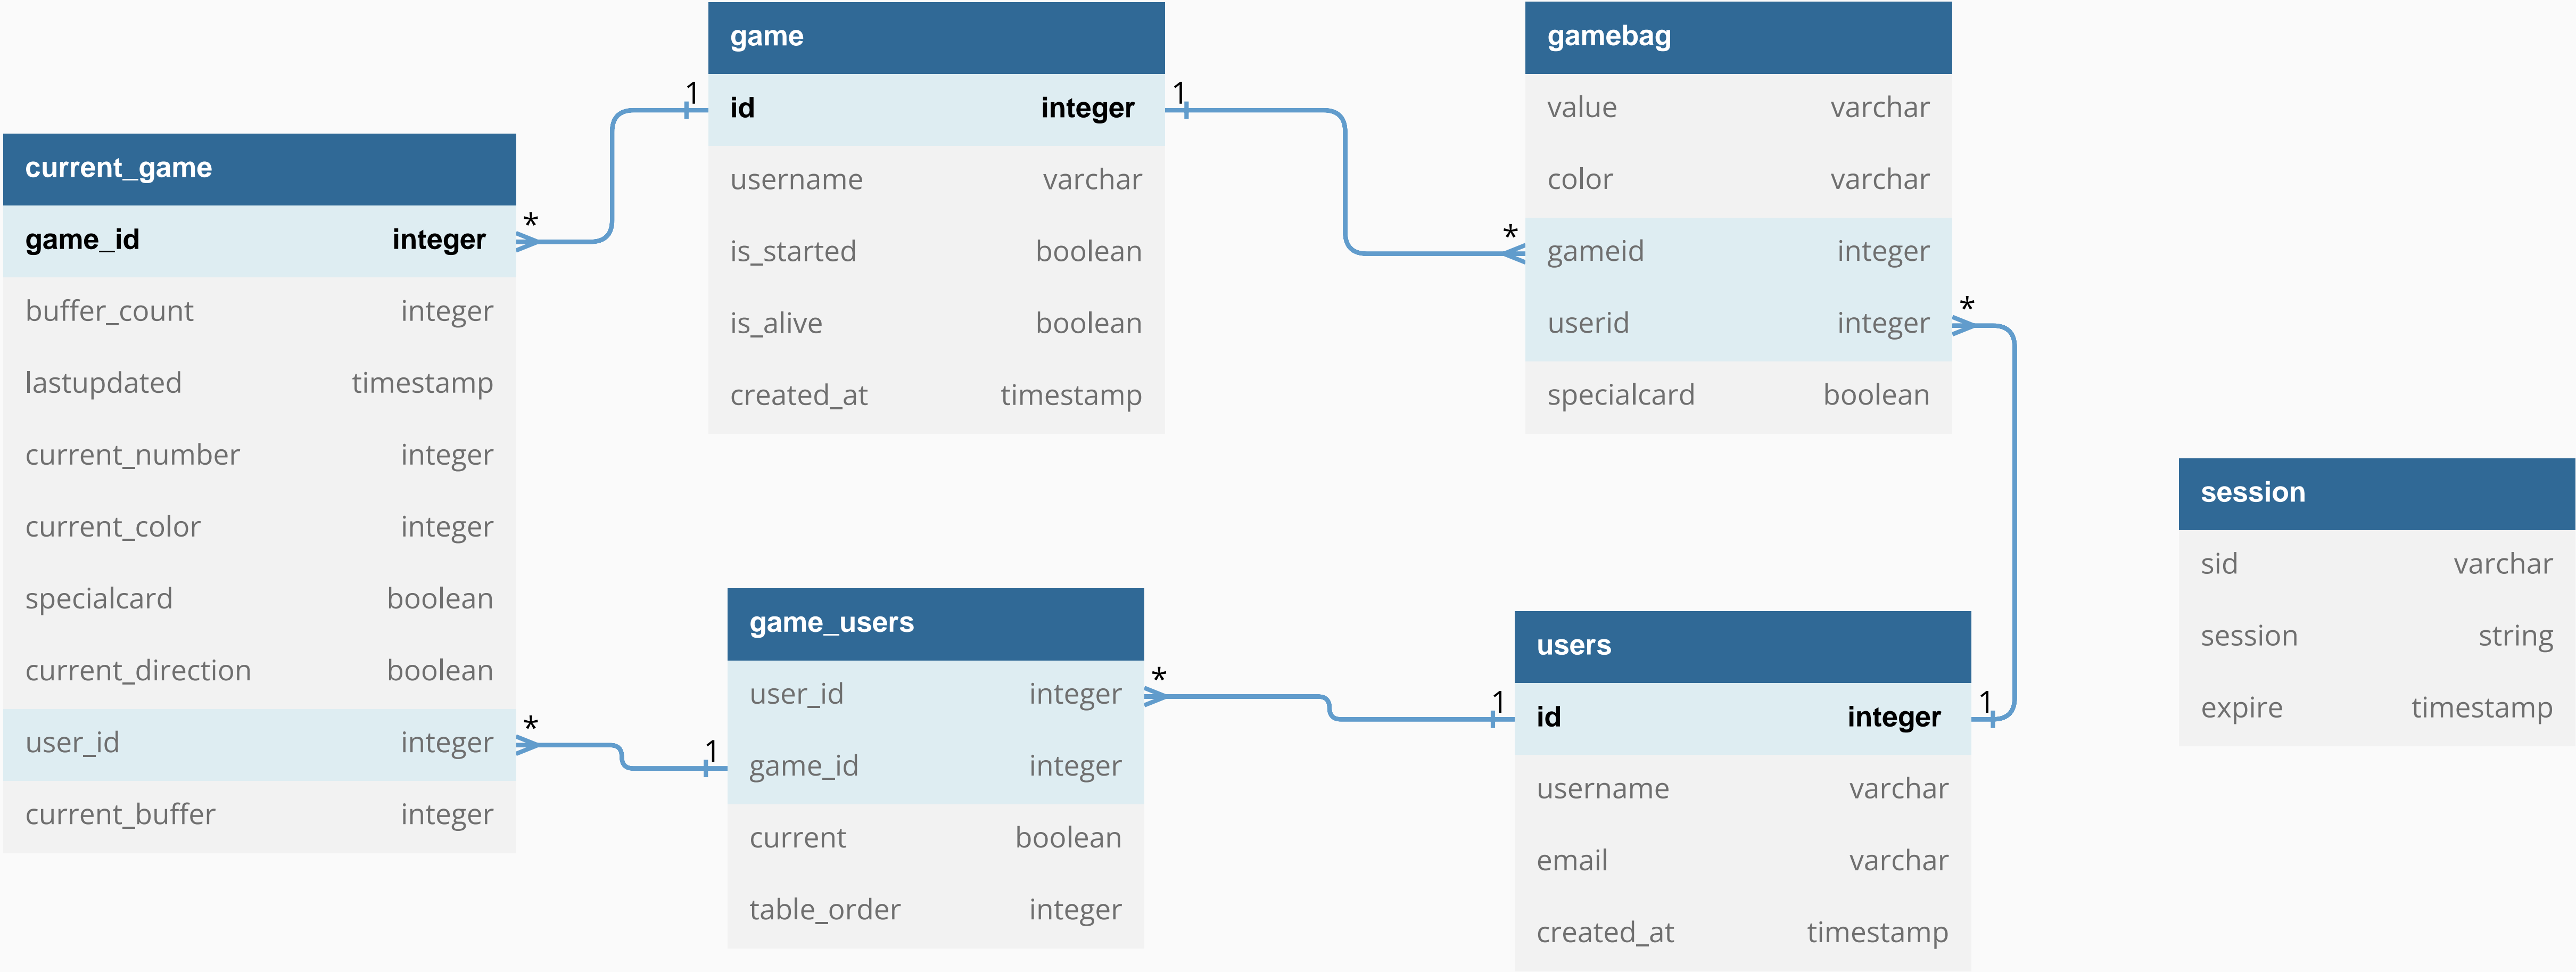 game
id integer
username varchar
is_started boolean
is_alive boolean
created_at timestamp
gamebag
value varchar
color varchar
gameid integer
userid integer
specialcard boolean
current_game
game_id integer
buffer_count integer
lastupdated timestamp
current_number integer
current_color integer
specialcard boolean
current_direction boolean
user_id integer
current_buffer integer
game_users
user_id integer
game_id integer
current boolean
table_order integer
users
id integer
username varchar
email varchar
created_at timestamp
session
sid varchar
session string
expire timestamp
1
*
1
*
*
1
*
1
*
1